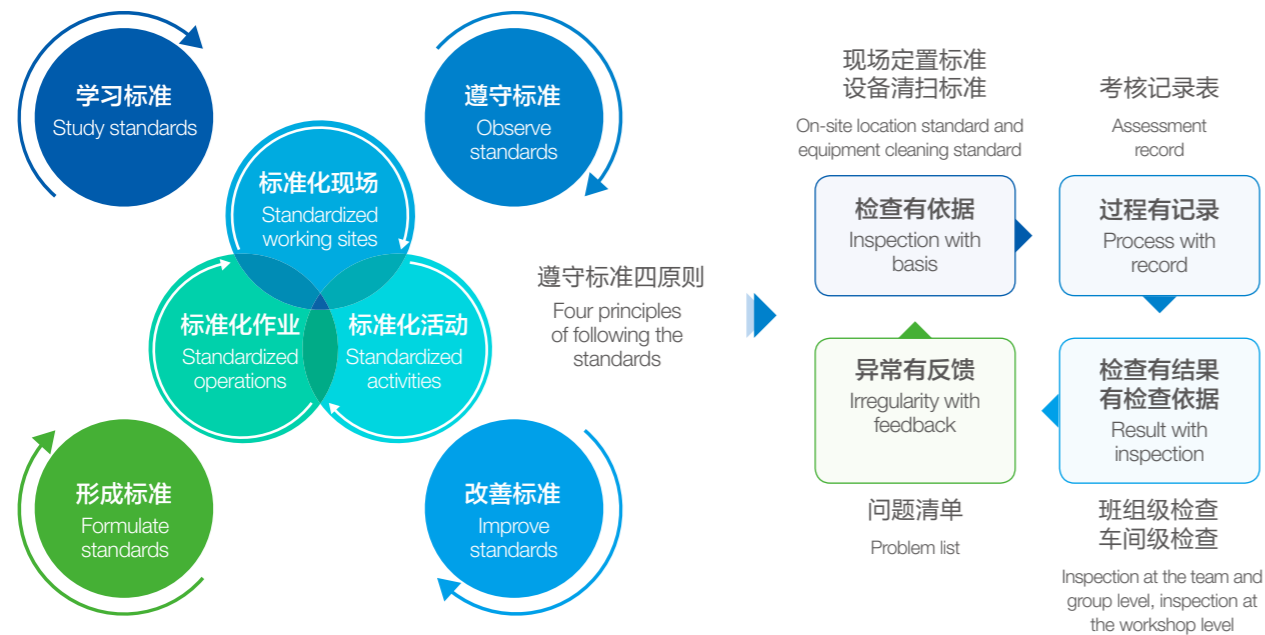 学习标准
Study standards
遵守标准
Observe
standards
标准化现场
Standardized
working sites
标准化作业
Standardized
operations
标准化活动
Standardized
activities
形成标准
Formulate
standards
改善标准
Improve
standards
遵守标准四原则
Four principles
of following the
standards
现场定置标准
设备清扫标准
On-site location standard and
equipment cleaning standard
检查有依据
Inspection with
basis
考核记录表
Assessment
record
过程有记录
Process with
record
异常有反馈
Irregularity with
feedback
问题清单
Problem list
检查有结果
有检查依据
Result with
inspection
班组级检查
车间级检查
Inspection at the team and
group level, inspection at
the workshop level